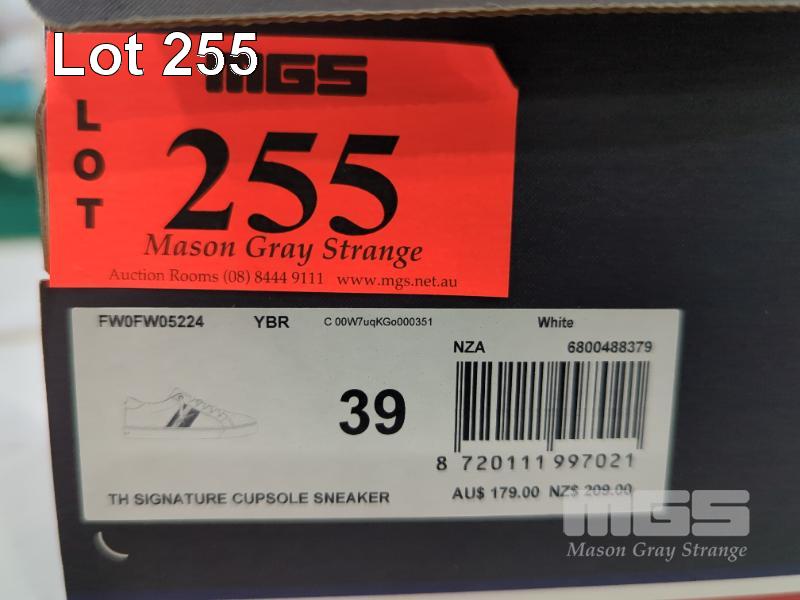 Lot 255
MGS
LOT
255
Mason Gray Strange
Auction Rooms (08) 8444 9111 www.mgs.net.au
FW0FW05224 YBR C 00W7uqKGo000351 White
NZA 6800488379
39
8 720111 997021
TH SIGNATURE CUPSOLE SNEAKER
AU$ 179.00 NZ$ 209.00
MGS
Mason Gray Strange